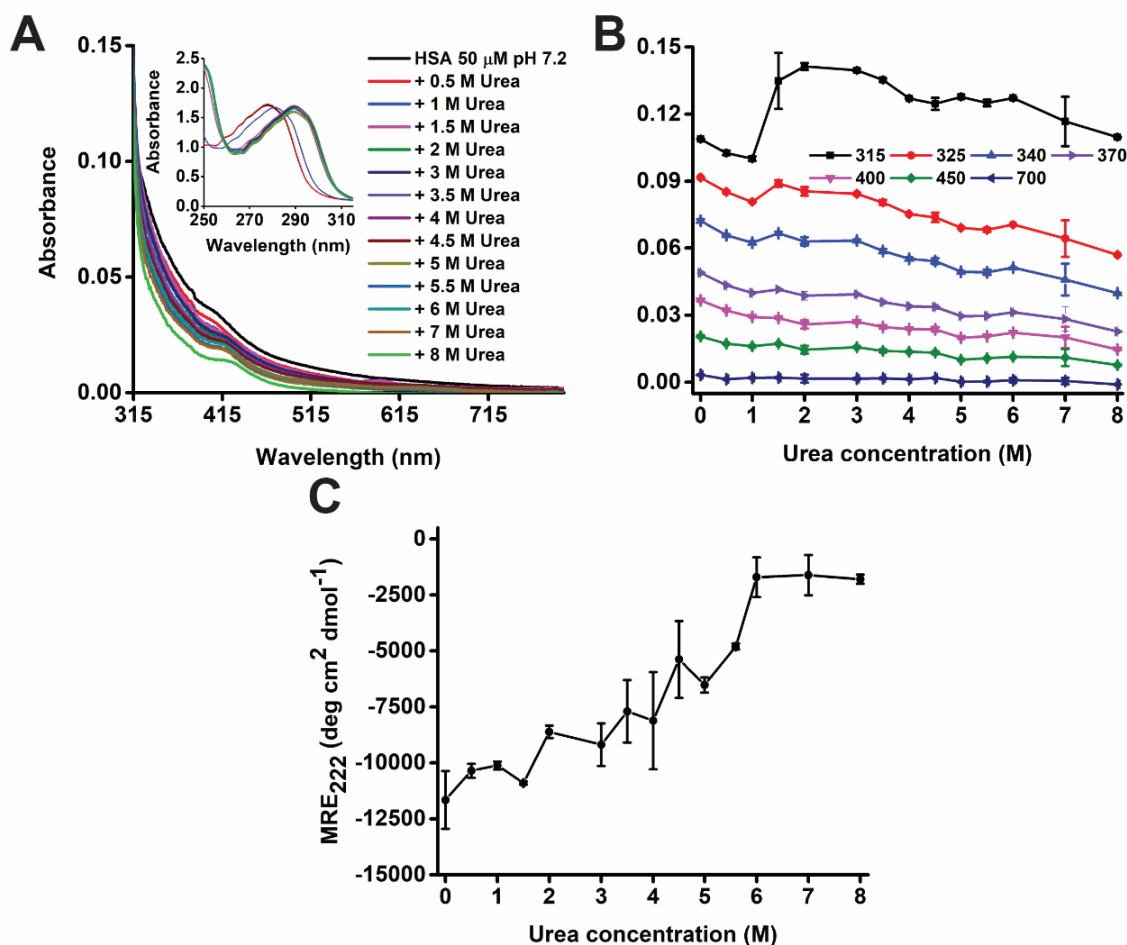 A
0.15
0.10
0.05
0.00
Absorbance
315
415
515
615
715
Wavelength (nm)
2.5
2.0
1.5
1.0
0.5
0.0
Absorbance
250
270
290
310
Wavelength (nm)
HSA 50 μM pH 7.2
+ 0.5 M Urea
+ 1 M Urea
+ 1.5 M Urea
+ 2 M Urea
+ 3 M Urea
+ 3.5 M Urea
+ 4 M Urea
+ 4.5 M Urea
+ 5 M Urea
+ 5.5 M Urea
+ 6 M Urea
+ 7 M Urea
+ 8 M Urea
B
0.15
0.12
0.09
0.06
0.03
0.00
315
325
340
370
400
450
700
0 1 2 3 4 5 6 7 8
Urea concentration (M)
C
0
-2500
-5000
-7500
-10000
-12500
-15000
MRE222 (deg cm² dmol⁻¹)
0 1 2 3 4 5 6 7 8
Urea concentration (M)